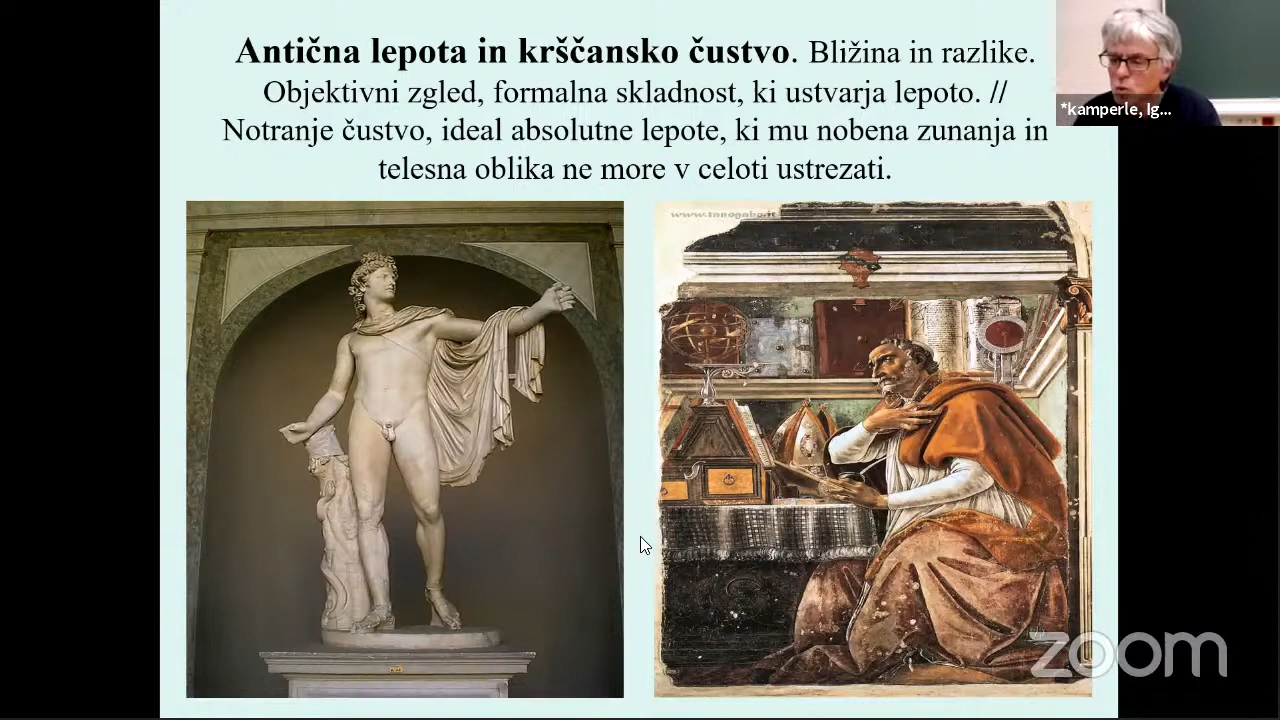 Antična lepota in krščansko čustvo. Bližina in razlike.
Objektivni zgled, formalna skladnost, ki ustvarja lepoto. //
Notranje čustvo, ideal absolutne lepote, ki mu nobena zunanja in
telesna oblika ne more v celoti ustrezati.
*kamperle, Ig...
www.tanogabo.it
zoom